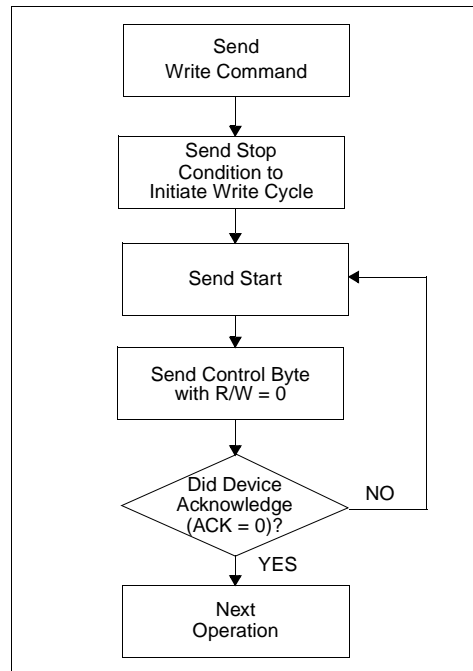 Send
Write Command
Send Stop
Condition to
Initiate Write Cycle
Send Start
Send Control Byte
with R/W = 0
Did Device
Acknowledge
(ACK = 0)?
NO
YES
Next
Operation